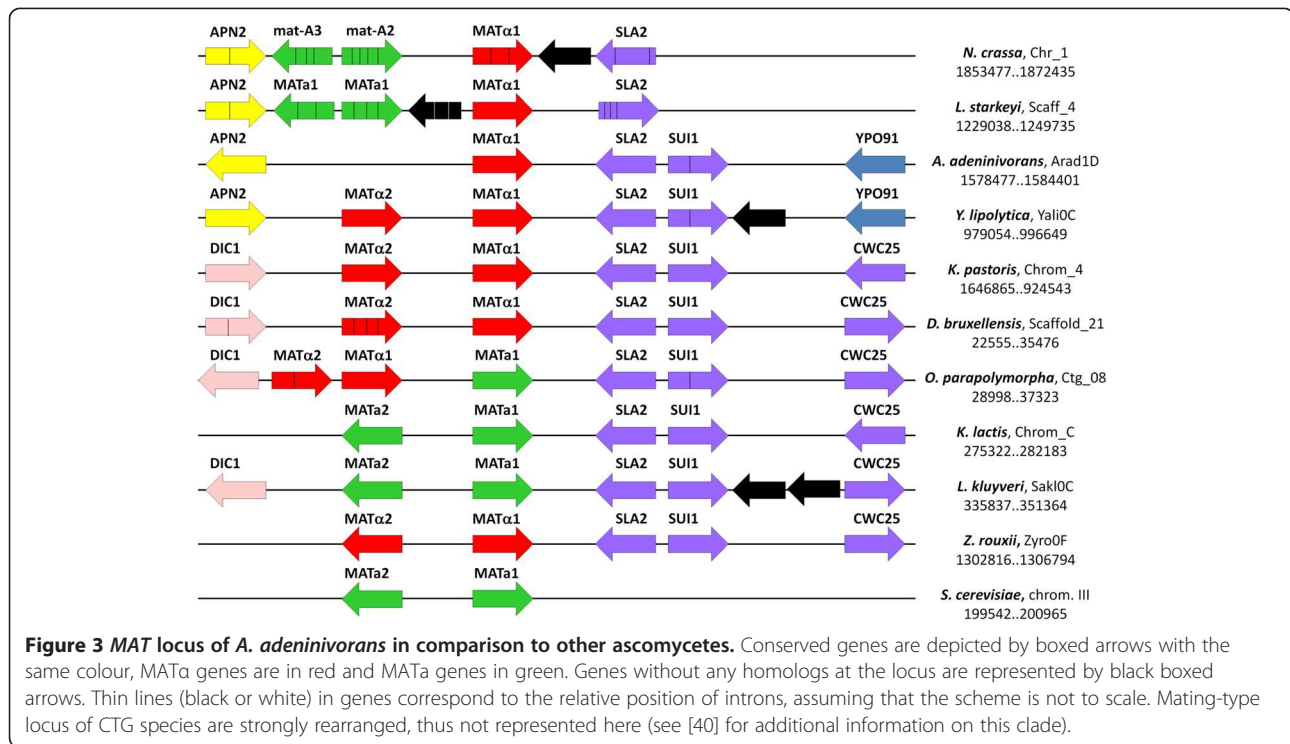 APN2 mat-A3 mat-A2 MATα1 SLA2
N. crassa, Chr_1
1853477..1872435
APN2 MATa1 MATa1 MATα1 SLA2
L. starkeyi, Scaff_4
1229038..1249735
APN2 MATα1 SLA2 SUI1 YPO91
A. adeninivorans, Arad1D
1578477..1584401
APN2 MATα2 MATα1 SLA2 SUI1 YPO91
Y. lipolytica, Yali0C
979054..996649
DIC1 MATα2 MATα1 SLA2 SUI1 CWC25
K. pastoris, Chrom_4
1646865..924543
DIC1 MATα2 MATα1 SLA2 SUI1 CWC25
D. bruxellensis, Scaffold_21
22555..35476
DIC1 MATα2 MATα1 MATa1 SLA2 SUI1 CWC25
O. parapolymorpha, Ctg_08
28998..37323
MATa2 MATa1 SLA2 SUI1 CWC25
K. lactis, Chrom_C
275322..282183
DIC1 MATa2 MATa1 SLA2 SUI1 CWC25
L. kluyveri, Sakl0C
335837..351364
MATα2 MATα1 SLA2 SUI1 CWC25
Z. rouxii, Zyro0F
1302816..1306794
MATa2 MATa1
S. cerevisiae, chrom. III
199542..200965
Figure 3 MAT locus of A. adeninivorans in comparison to other ascomycetes. Conserved genes are depicted by boxed arrows with the
same colour, MATα genes are in red and MATa genes in green. Genes without any homologs at the locus are represented by black boxed
arrows. Thin lines (black or white) in genes correspond to the relative position of introns, assuming that the scheme is not to scale. Mating-type
locus of CTG species are strongly rearranged, thus not represented here (see [40] for additional information on this clade).